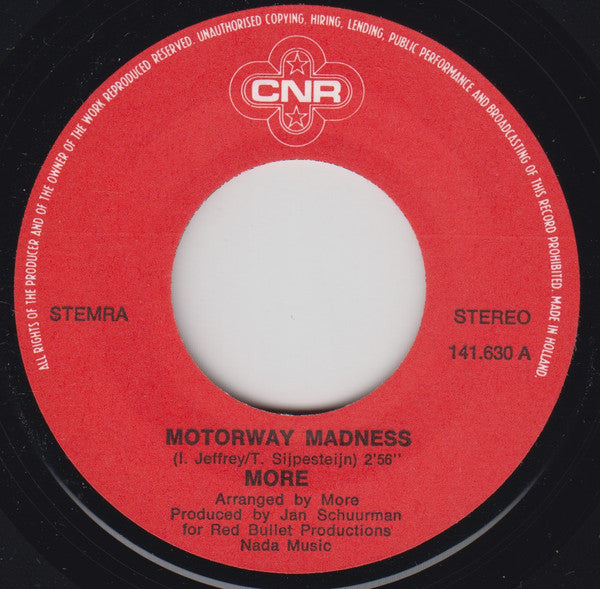 ALL RIGHTS OF THE PRODUCER AND OF THE OWNER OF THE WORK REPRODUCED RESERVED. UNAUTHORISED COPYING, HIRING, LENDING, PUBLIC PERFORMANCE AND BROADCASTING OF THIS RECORD PROHIBITED. MADE IN HOLLAND.
CNR
STEMRA
STEREO
141.630 A
MOTORWAY MADNESS
(I. Jeffrey/T. Sijpesteijn) 2'56"
MORE
Arranged by More
Produced by Jan Schuurman
for Red Bullet Productions
Nada Music